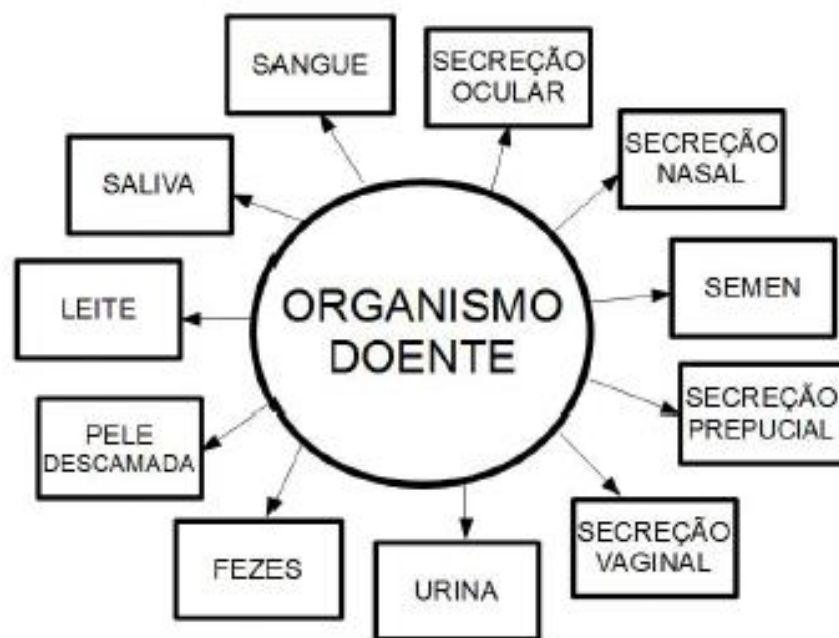 SANGUE
SECREÇÃO
OCULAR
SECREÇÃO
NASAL
SALIVA
SEMEN
LEITE
ORGANISMO
DOENTE
SECREÇÃO
PREPUCIAL
PELE
DESCAMADA
SECREÇÃO
VAGINAL
FEZES
URINA